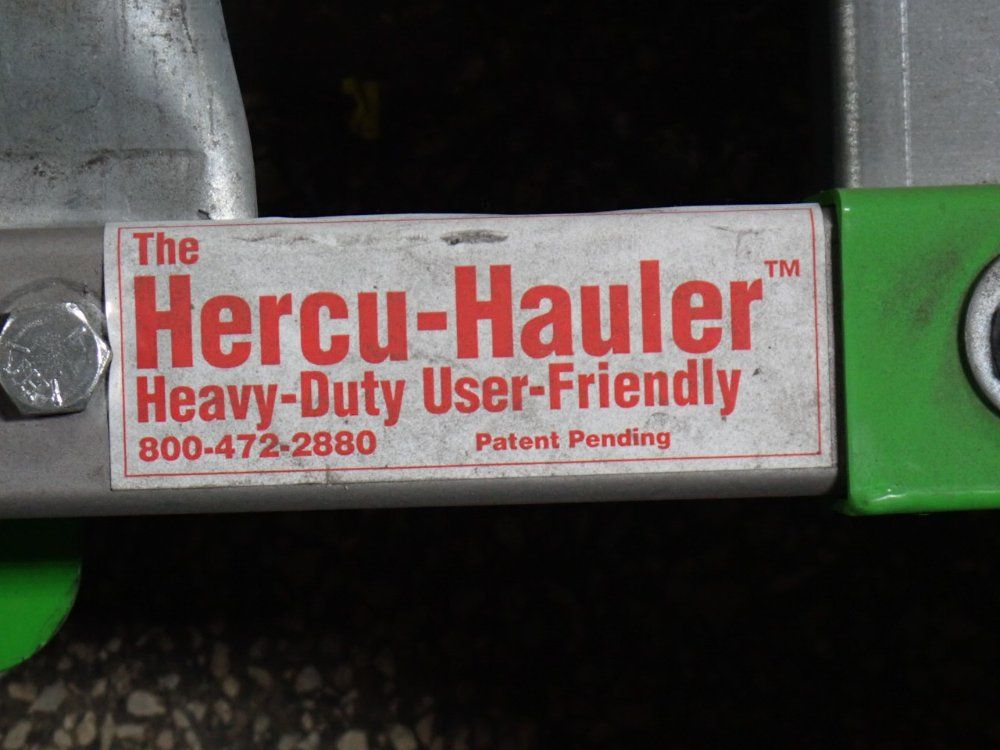 The
Hercu-Hauler™
Heavy-Duty User-Friendly
800-472-2880 Patent Pending